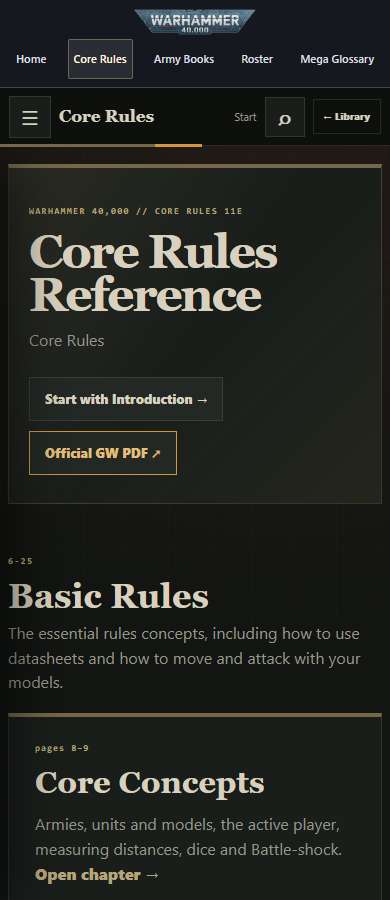 WARHAMMER
40,000
Home Core Rules Army Books Roster Mega Glossary
☰ Core Rules Start ⌕ ← Library
WARHAMMER 40,000 // CORE RULES 11E
Core Rules
Reference
Core Rules
Start with Introduction →
Official GW PDF ↗
6-25
Basic Rules
The essential rules concepts, including how to use
datasheets and how to move and attack with your
models.
pages 8-9
Core Concepts
Armies, units and models, the active player,
measuring distances, dice and Battle-shock.
Open chapter →